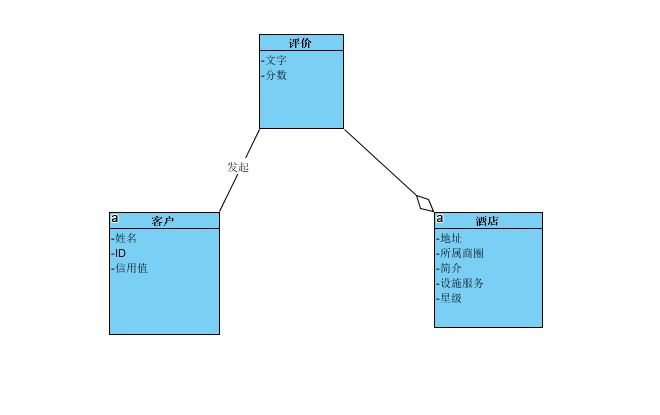 评价
-文字
-分数
发起
a 客户
-姓名
-ID
-信用值
a 酒店
-地址
-所属商圈
-简介
-设施服务
-星级